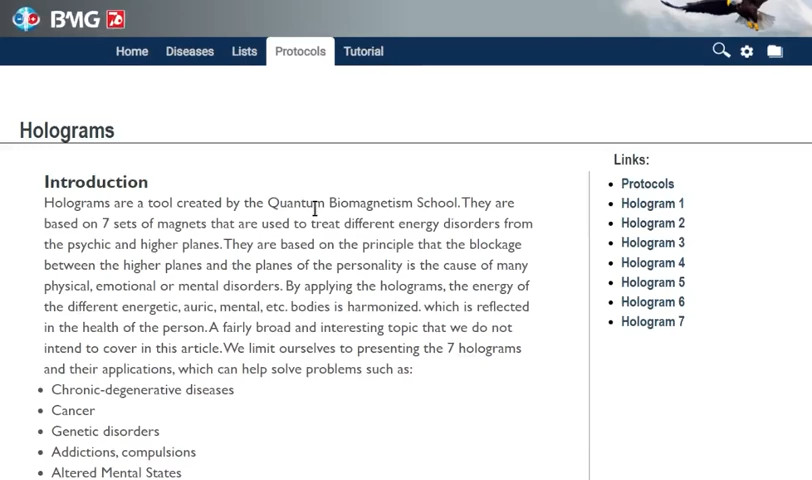 BMG
Home Diseases Lists Protocols Tutorial
Holograms
Introduction
Holograms are a tool created by the Quantum Biomagnetism School. They are
based on 7 sets of magnets that are used to treat different energy disorders from
the psychic and higher planes. They are based on the principle that the blockage
between the higher planes and the planes of the personality is the cause of many
physical, emotional or mental disorders. By applying the holograms, the energy of
the different energetic, auric, mental, etc. bodies is harmonized. which is reflected
in the health of the person. A fairly broad and interesting topic that we do not
intend to cover in this article. We limit ourselves to presenting the 7 holograms
and their applications, which can help solve problems such as:
Chronic-degenerative diseases
Cancer
Genetic disorders
Addictions, compulsions
Altered Mental States
Links:
Protocols
Hologram 1
Hologram 2
Hologram 3
Hologram 4
Hologram 5
Hologram 6
Hologram 7